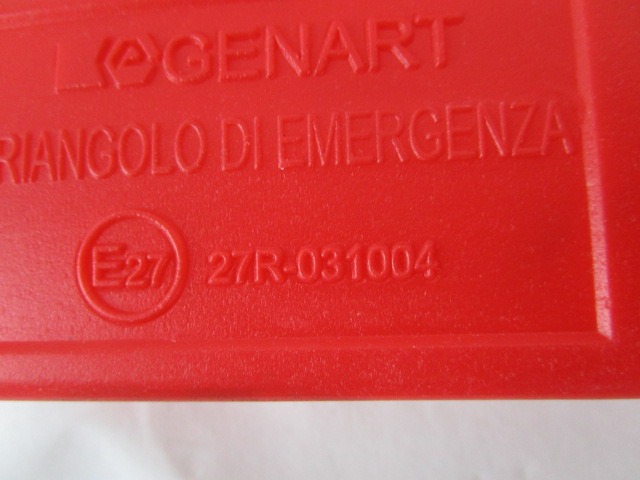 GENART
RIANGOLO DI EMERGENZA
E27 27R-031004